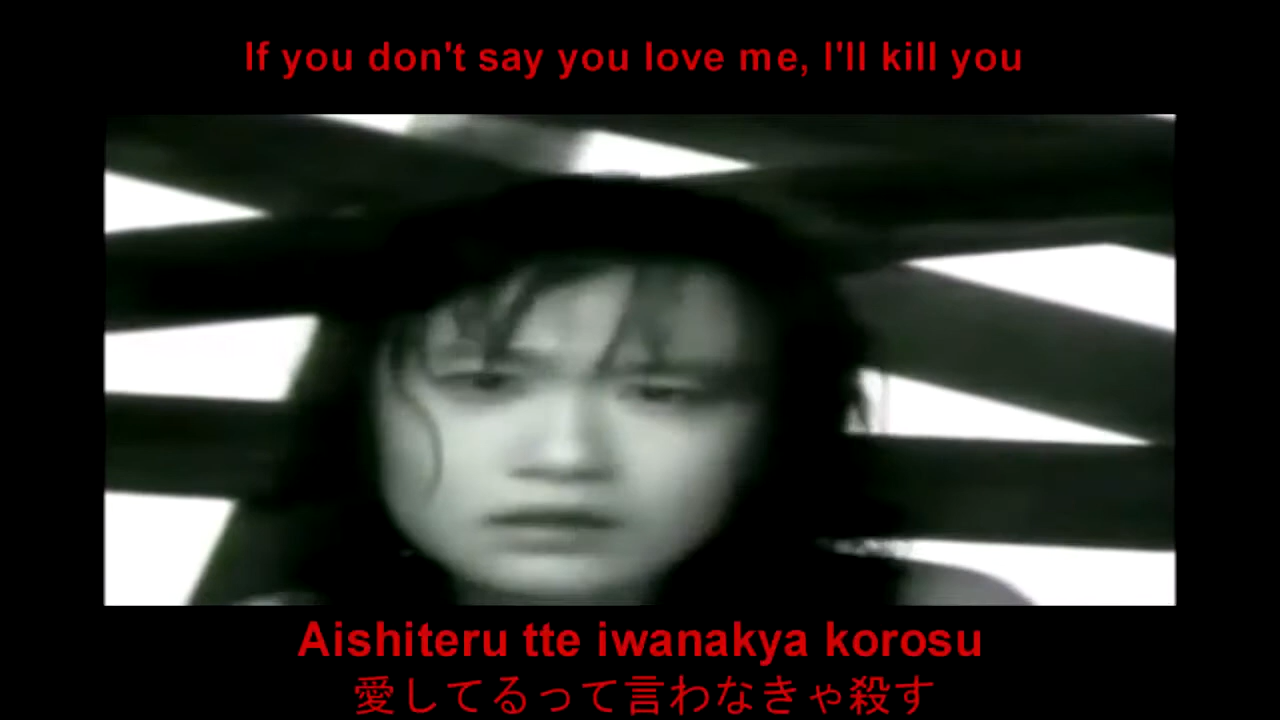 If you don't say you love me, I'll kill you
Aishiteru tte iwanakya korosu
愛してるって言わなきゃ殺す